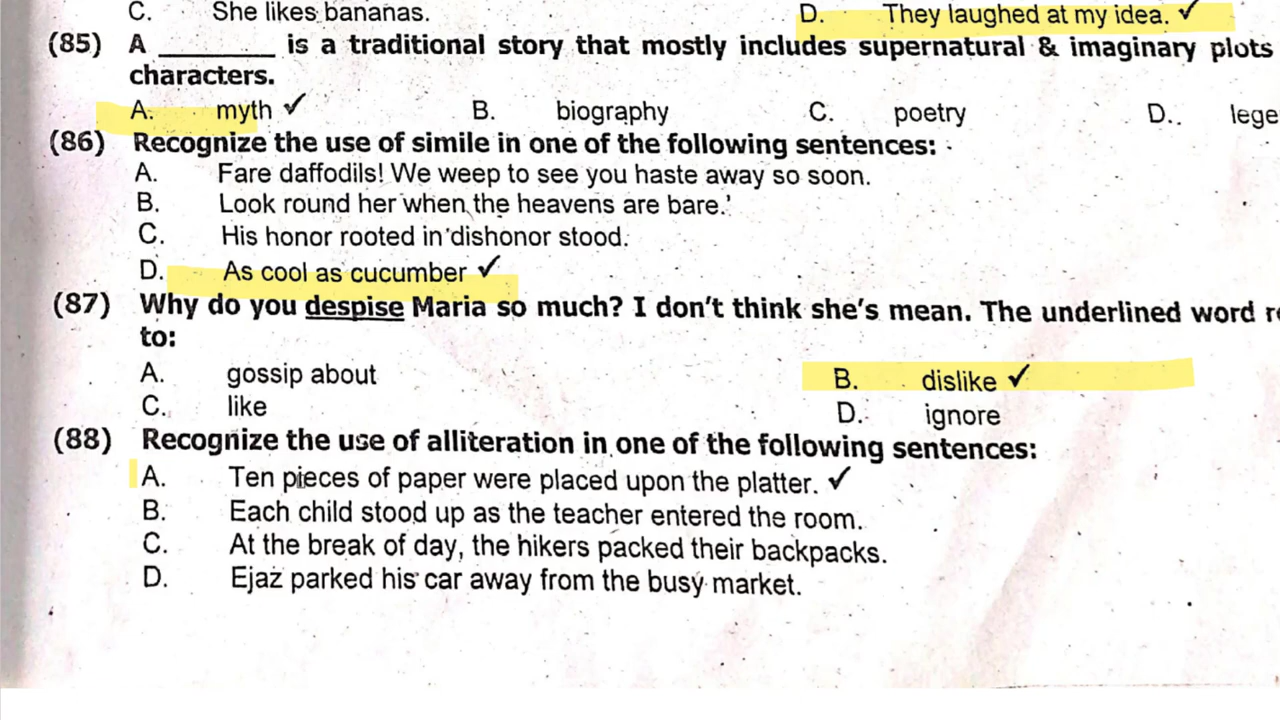 C. She likes bananas. D. They laughed at my idea. ✓
(85) A ________ is a traditional story that mostly includes supernatural & imaginary plots
characters.
A. myth ✓ B. biography C. poetry D..
(86) Recognize the use of simile in one of the following sentences:
A. Fare daffodils! We weep to see you haste away so soon.
B. Look round her when the heavens are bare.'
C. His honor rooted in dishonor stood.
D. As cool as cucumber ✓
(87) Why do you despise Maria so much? I don't think she's mean. The underlined word
to:
A. gossip about B. dislike ✓
C. like D. ignore
(88) Recognize the use of alliteration in one of the following sentences:
A. Ten pieces of paper were placed upon the platter. ✓
B. Each child stood up as the teacher entered the room.
C. At the break of day, the hikers packed their backpacks.
D. Ejaz parked his car away from the busy market.